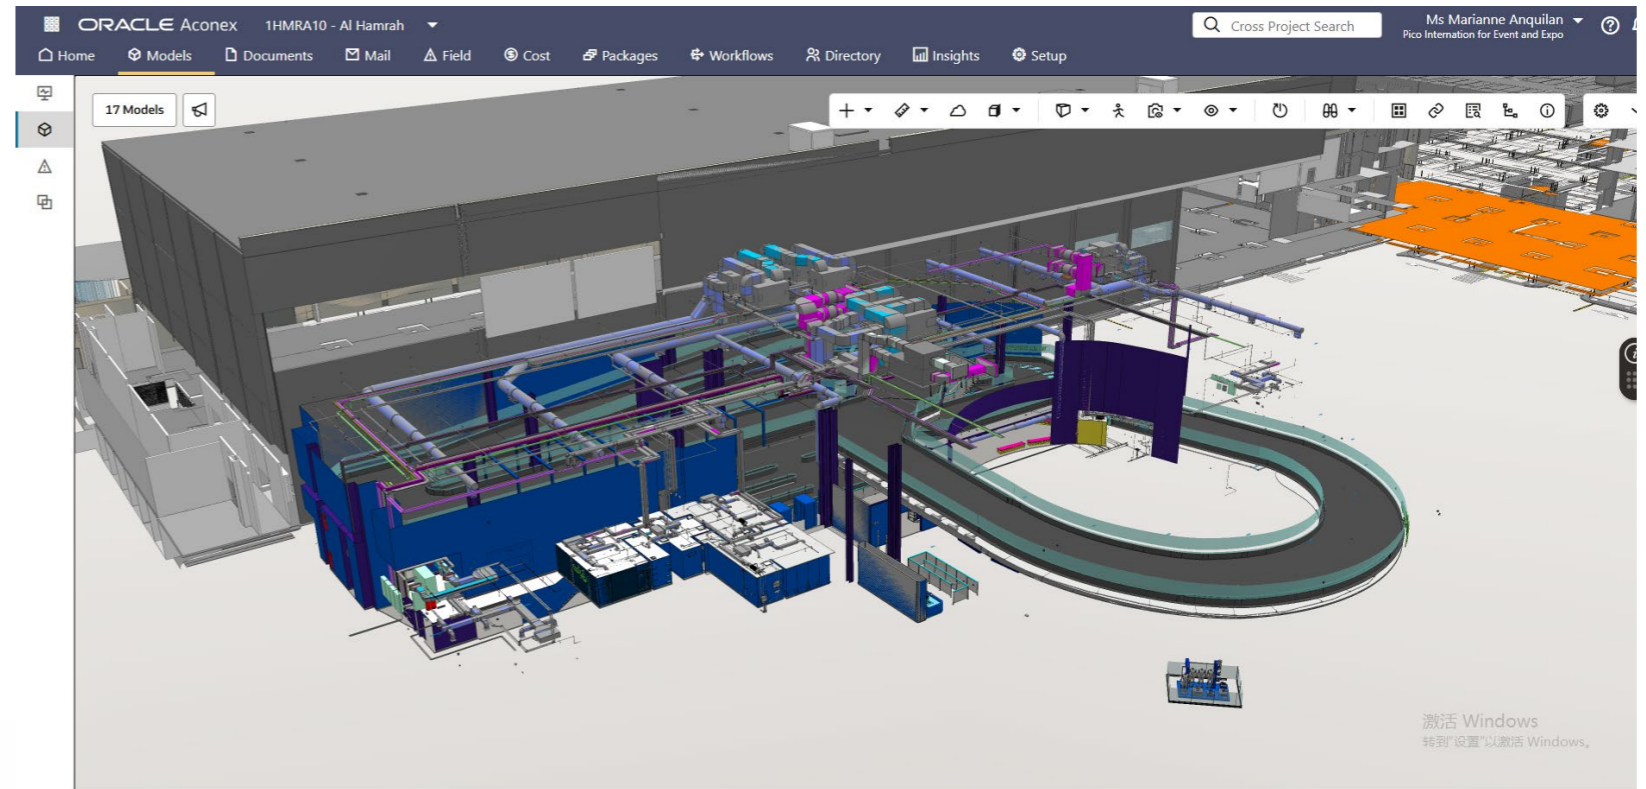 ORACLE Aconex
1HMRA10 - Al Hamrah
Cross Project Search
Ms Marianne Anquilan
Pico Internation for Event and Expo
Home
Models
Documents
Mail
Field
Cost
Packages
Workflows
Directory
Insights
Setup
17 Models
激活 Windows
转到"设置"以激活 Windows。